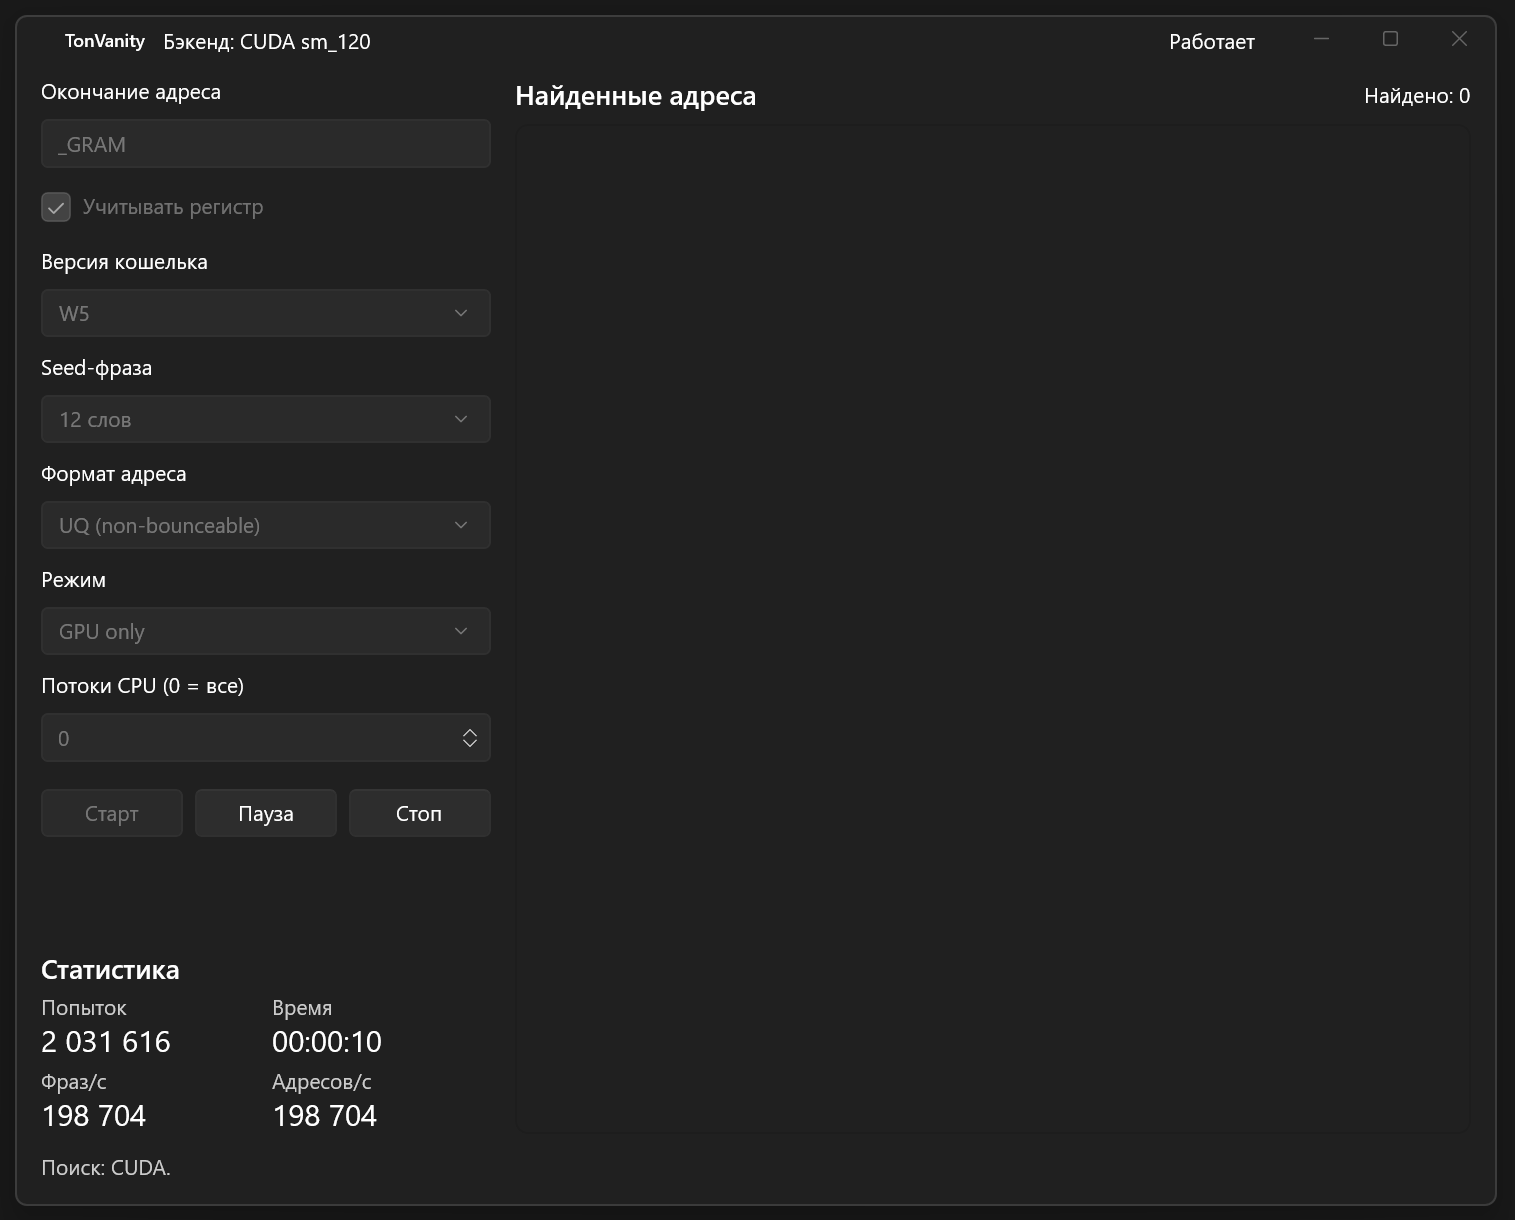 TonVanity Бэкенд: CUDA sm_120
Работает
Окончание адреса
_GRAM
Учитывать регистр
Версия кошелька
W5
Seed-фраза
12 слов
Формат адреса
UQ (non-bounceable)
Режим
GPU only
Потоки CPU (0 = все)
0
Старт Пауза Стоп
Статистика
Попыток Время
2 031 616 00:00:10
Фраз/с Адресов/с
198 704 198 704
Поиск: CUDA.
Найденные адреса Найдено: 0